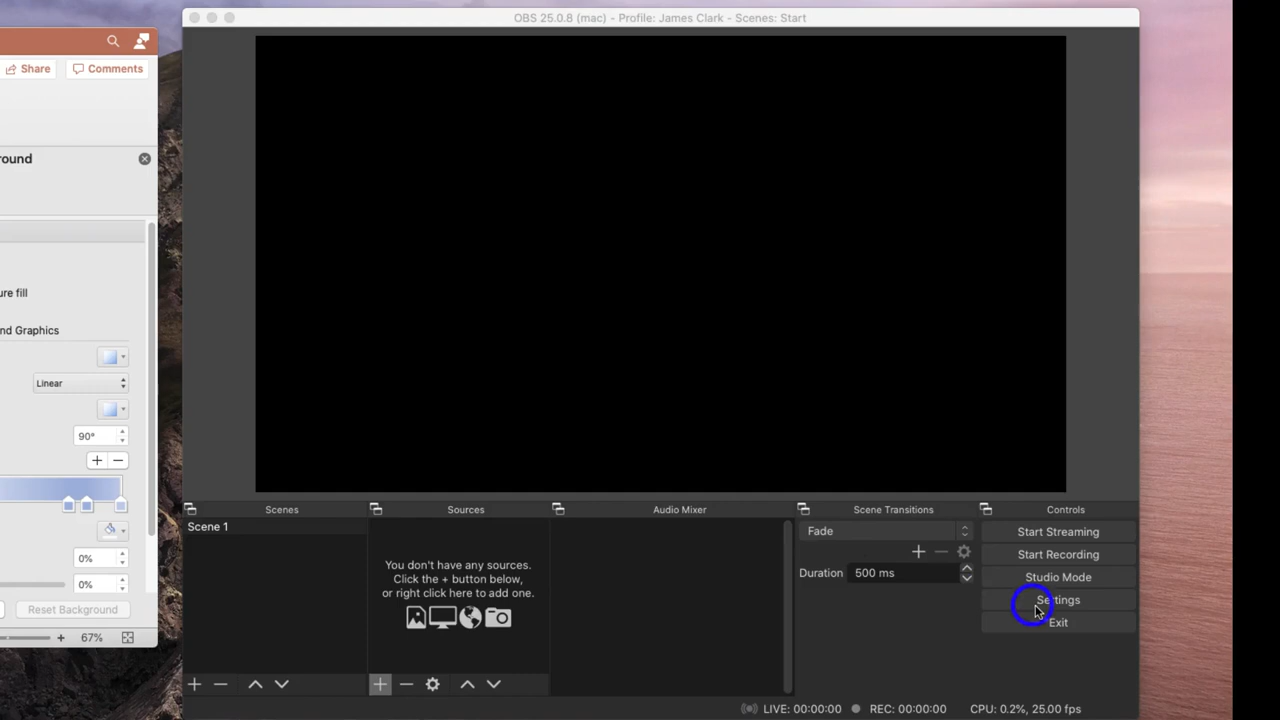 OBS 25.0.8 (mac) - Profile: James Clark - Scenes: Start
Share
Comments
round
ure fill
nd Graphics
Linear
90°
0%
0%
Reset Background
67%
Scenes
Sources
Audio Mixer
Scene Transitions
Controls
Scene 1
You don't have any sources.
Click the + button below,
or right click here to add one.
Fade
Duration 500 ms
Start Streaming
Start Recording
Studio Mode
Settings
Exit
LIVE: 00:00:00
REC: 00:00:00
CPU: 0.2%, 25.00 fps